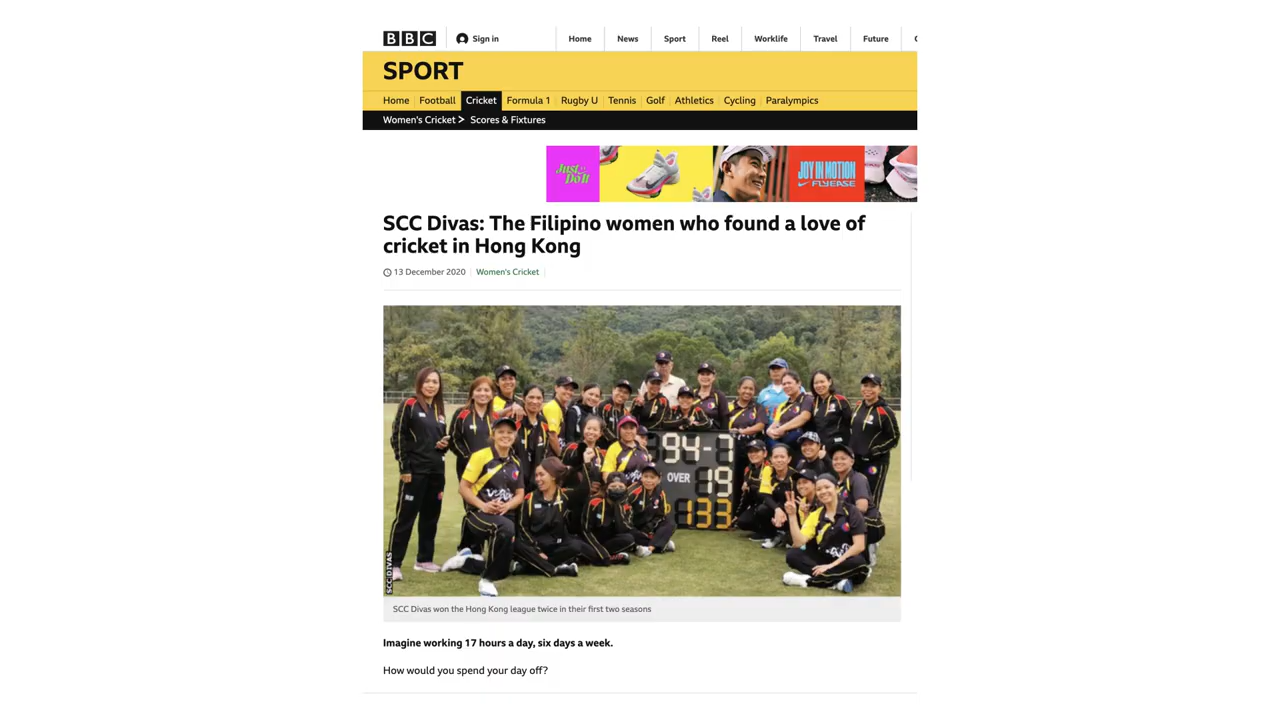 BBC Sign in Home News Sport Reel Worklife Travel Future
SPORT
Home Football Cricket Formula 1 Rugby U Tennis Golf Athletics Cycling Paralympics
Women's Cricket > Scores & Fixtures
Just Do It
JOY IN MOTION
FLYEASE
SCC Divas: The Filipino women who found a love of
cricket in Hong Kong
13 December 2020 Women's Cricket
94-7
OVER 19
133
SCC DIVAS
SCC Divas won the Hong Kong league twice in their first two seasons
Imagine working 17 hours a day, six days a week.
How would you spend your day off?